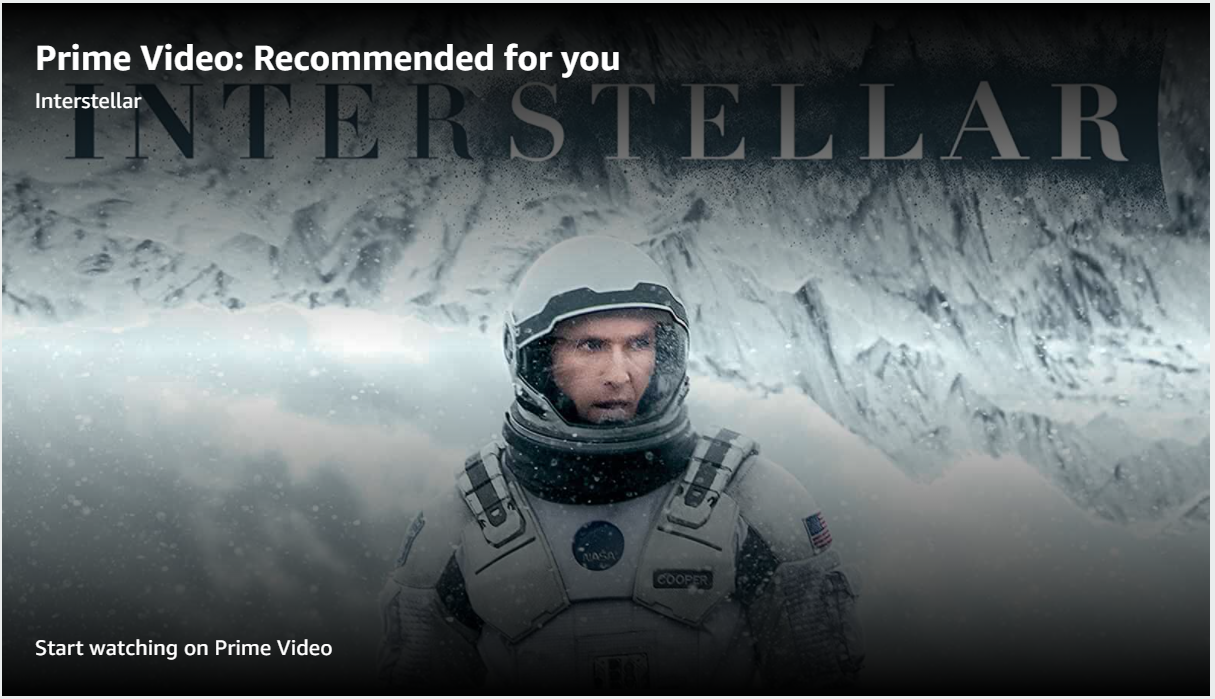 Prime Video: Recommended for you
Interstellar
INTERSTELLAR
NASA
COOPER
Start watching on Prime Video